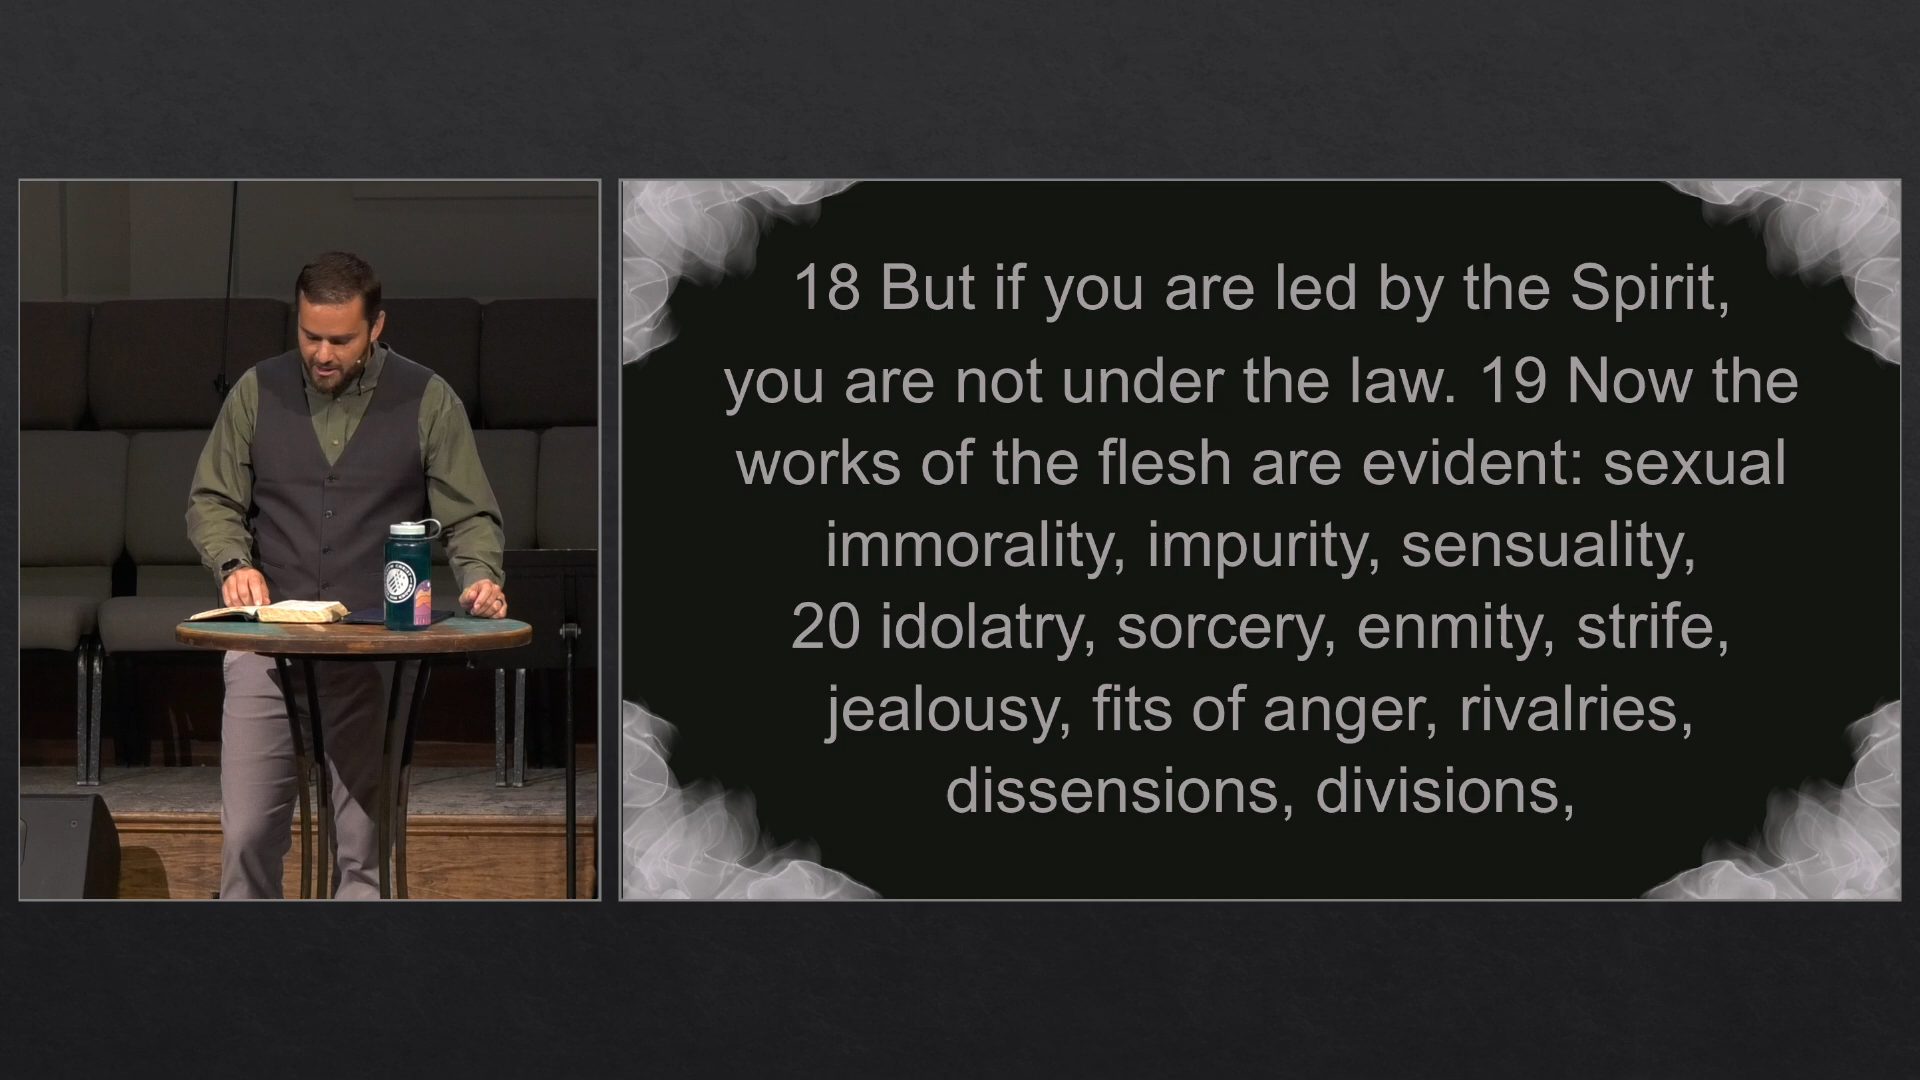 18 But if you are led by the Spirit,
you are not under the law. 19 Now the
works of the flesh are evident: sexual
immorality, impurity, sensuality,
20 idolatry, sorcery, enmity, strife,
jealousy, fits of anger, rivalries,
dissensions, divisions,